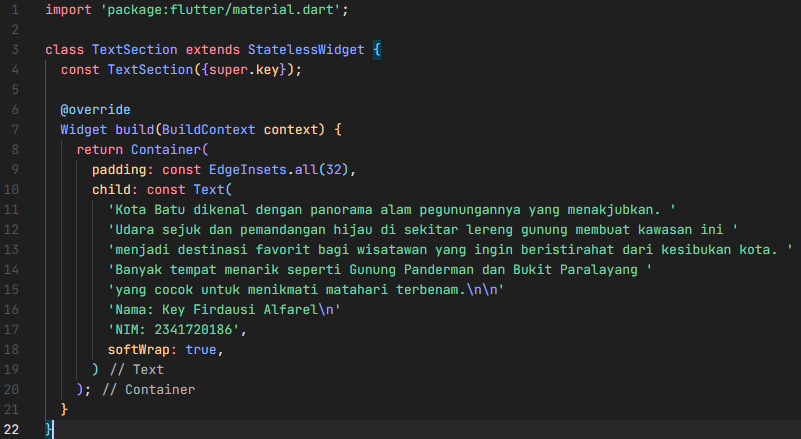 1 import 'package:flutter/material.dart';
2
3 class TextSection extends StatelessWidget {
4   const TextSection({super.key});
5
6   @override
7   Widget build(BuildContext context) {
8     return Container(
9       padding: const EdgeInsets.all(32),
10       child: const Text(
11         'Kota Batu dikenal dengan panorama alam pegunungannya yang menakjubkan. '
12         'Udara sejuk dan pemandangan hijau di sekitar lereng gunung membuat kawasan ini '
13         'menjadi destinasi favorit bagi wisatawan yang ingin beristirahat dari kesibukan kota. '
14         'Banyak tempat menarik seperti Gunung Panderman dan Bukit Paralayang '
15         'yang cocok untuk menikmati matahari terbenam.\n\n'
16         'Nama: Key Firdausi Alfarel\n'
17         'NIM: 2341720186',
18         softWrap: true,
19       ) // Text
20     ); // Container
21   }
22 }